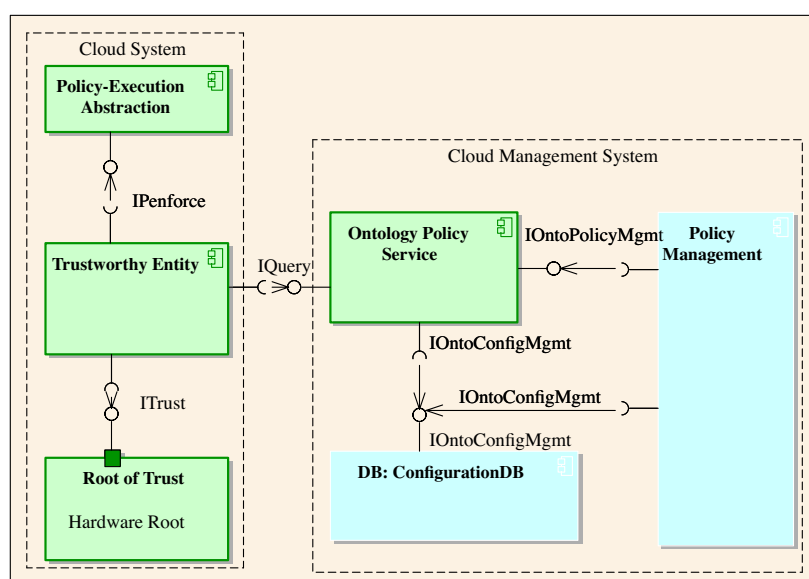 Cloud System
Policy-Execution
Abstraction
IPenforce
Trustworthy Entity
ITrust
Root of Trust
Hardware Root
IQuery
Cloud Management System
Ontology Policy
Service
IOntoPolicyMgmt
Policy
Management
IOntoConfigMgmt
IOntoConfigMgmt
IOntoConfigMgmt
DB: ConfigurationDB